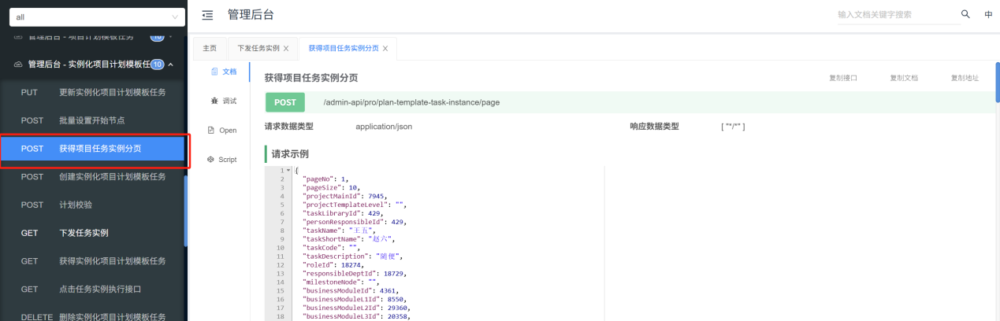 all
管理后台 - 项目计划模板任务 10
管理后台 - 实例化项目计划模板任 10
PUT 更新实例化项目计划模板任务
POST 批量设置开始节点
POST 获得项目任务实例分页
POST 创建实例化项目计划模板任务
POST 计划校验
GET 下发任务实例
GET 获得实例化项目计划模板任务
GET 点击任务实例执行接口
DELETE 删除实例化项目计划模板任务
管理后台
输入文档关键字搜索
中
主页 下发任务实例 X 获得项目任务实例分页 X
文档
调试
Open
Script
获得项目任务实例分页
复制接口 复制文档 复制地址
POST /admin-api/pro/plan-template-task-instance/page
请求数据类型 application/json 响应数据类型 [ "*/*" ]
请求示例
1 {
2 "pageNo": 1,
3 "pageSize": 10,
4 "projectMainId": 7945,
5 "projectTemplateLevel": "",
6 "taskLibraryId": 429,
7 "personResponsibleId": 429,
8 "taskName": "王五",
9 "taskShortName": "赵六",
10 "taskCode": "",
11 "taskDescription": "随便",
12 "roleId": 18274,
13 "responsibleDeptId": 18729,
14 "milestoneNode": "",
15 "businessModuleId": 4361,
16 "businessModuleL1Id": 8550,
17 "businessModuleL2Id": 29360,
18 "businessModuleL3Id": 20358,